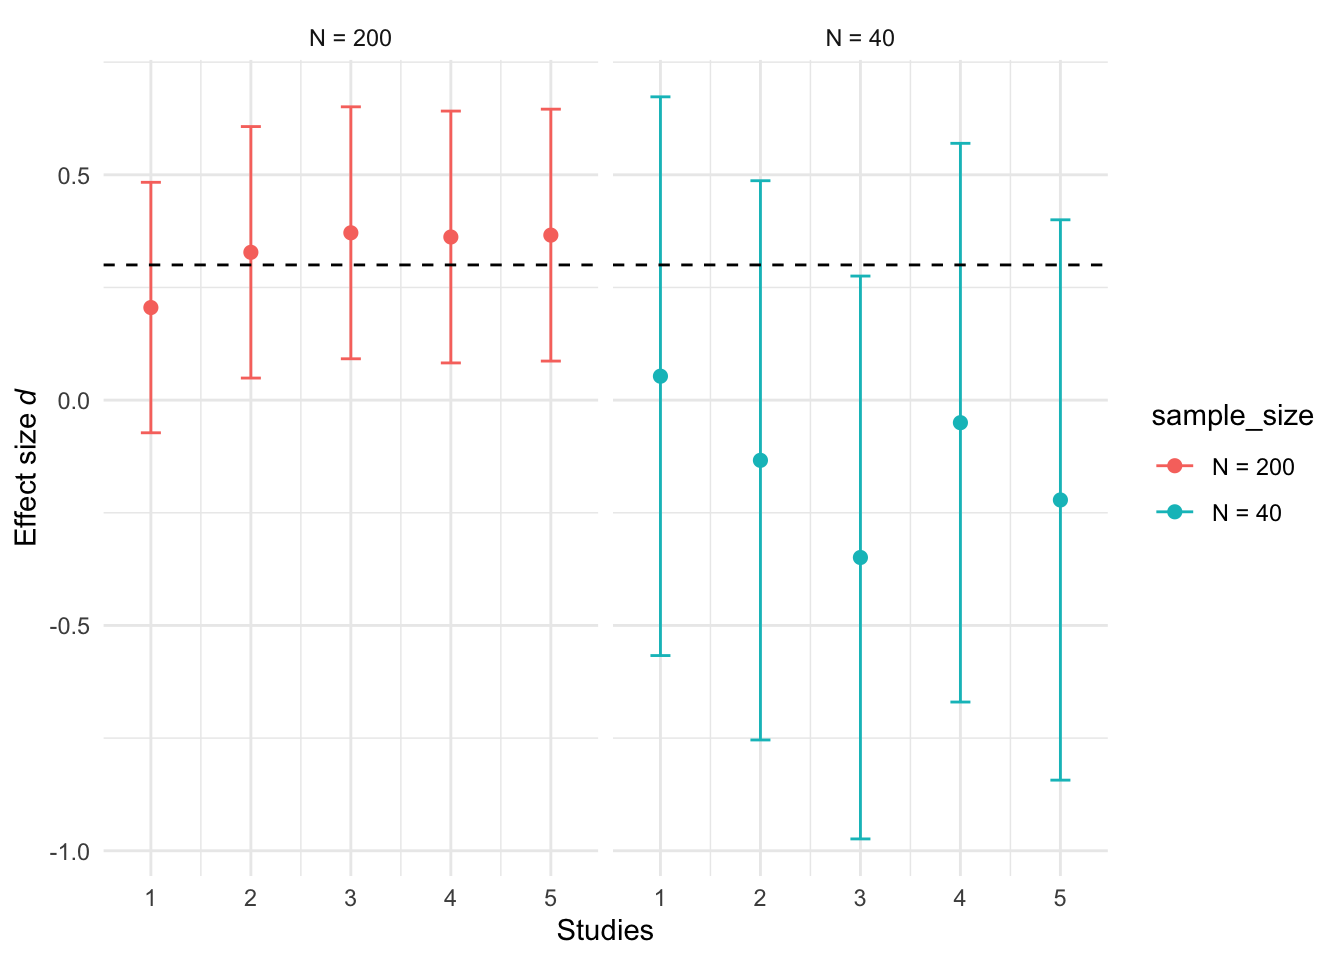 N = 200
N = 40
Effect size d
0.5
0.0
-0.5
-1.0
1 2 3 4 5
1 2 3 4 5
Studies
sample_size
N = 200
N = 40